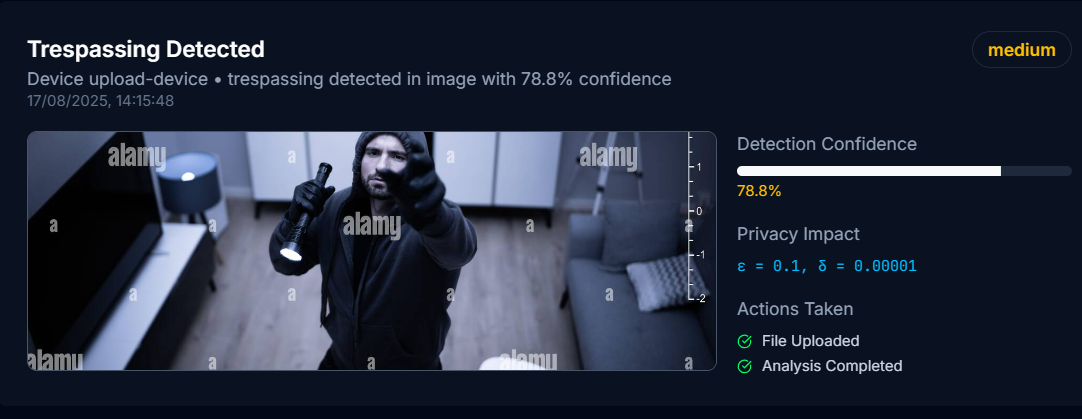 Trespassing Detected
medium
Device upload-device • trespassing detected in image with 78.8% confidence
17/08/2025, 14:15:48
alamy
a
a
alamy
1
a
a
alamy
a
a
0
-1
a
a
a
a
-2
alamy
a
a
alamy
a
Detection Confidence
78.8%
Privacy Impact
ε = 0.1, δ = 0.00001
Actions Taken
File Uploaded
Analysis Completed